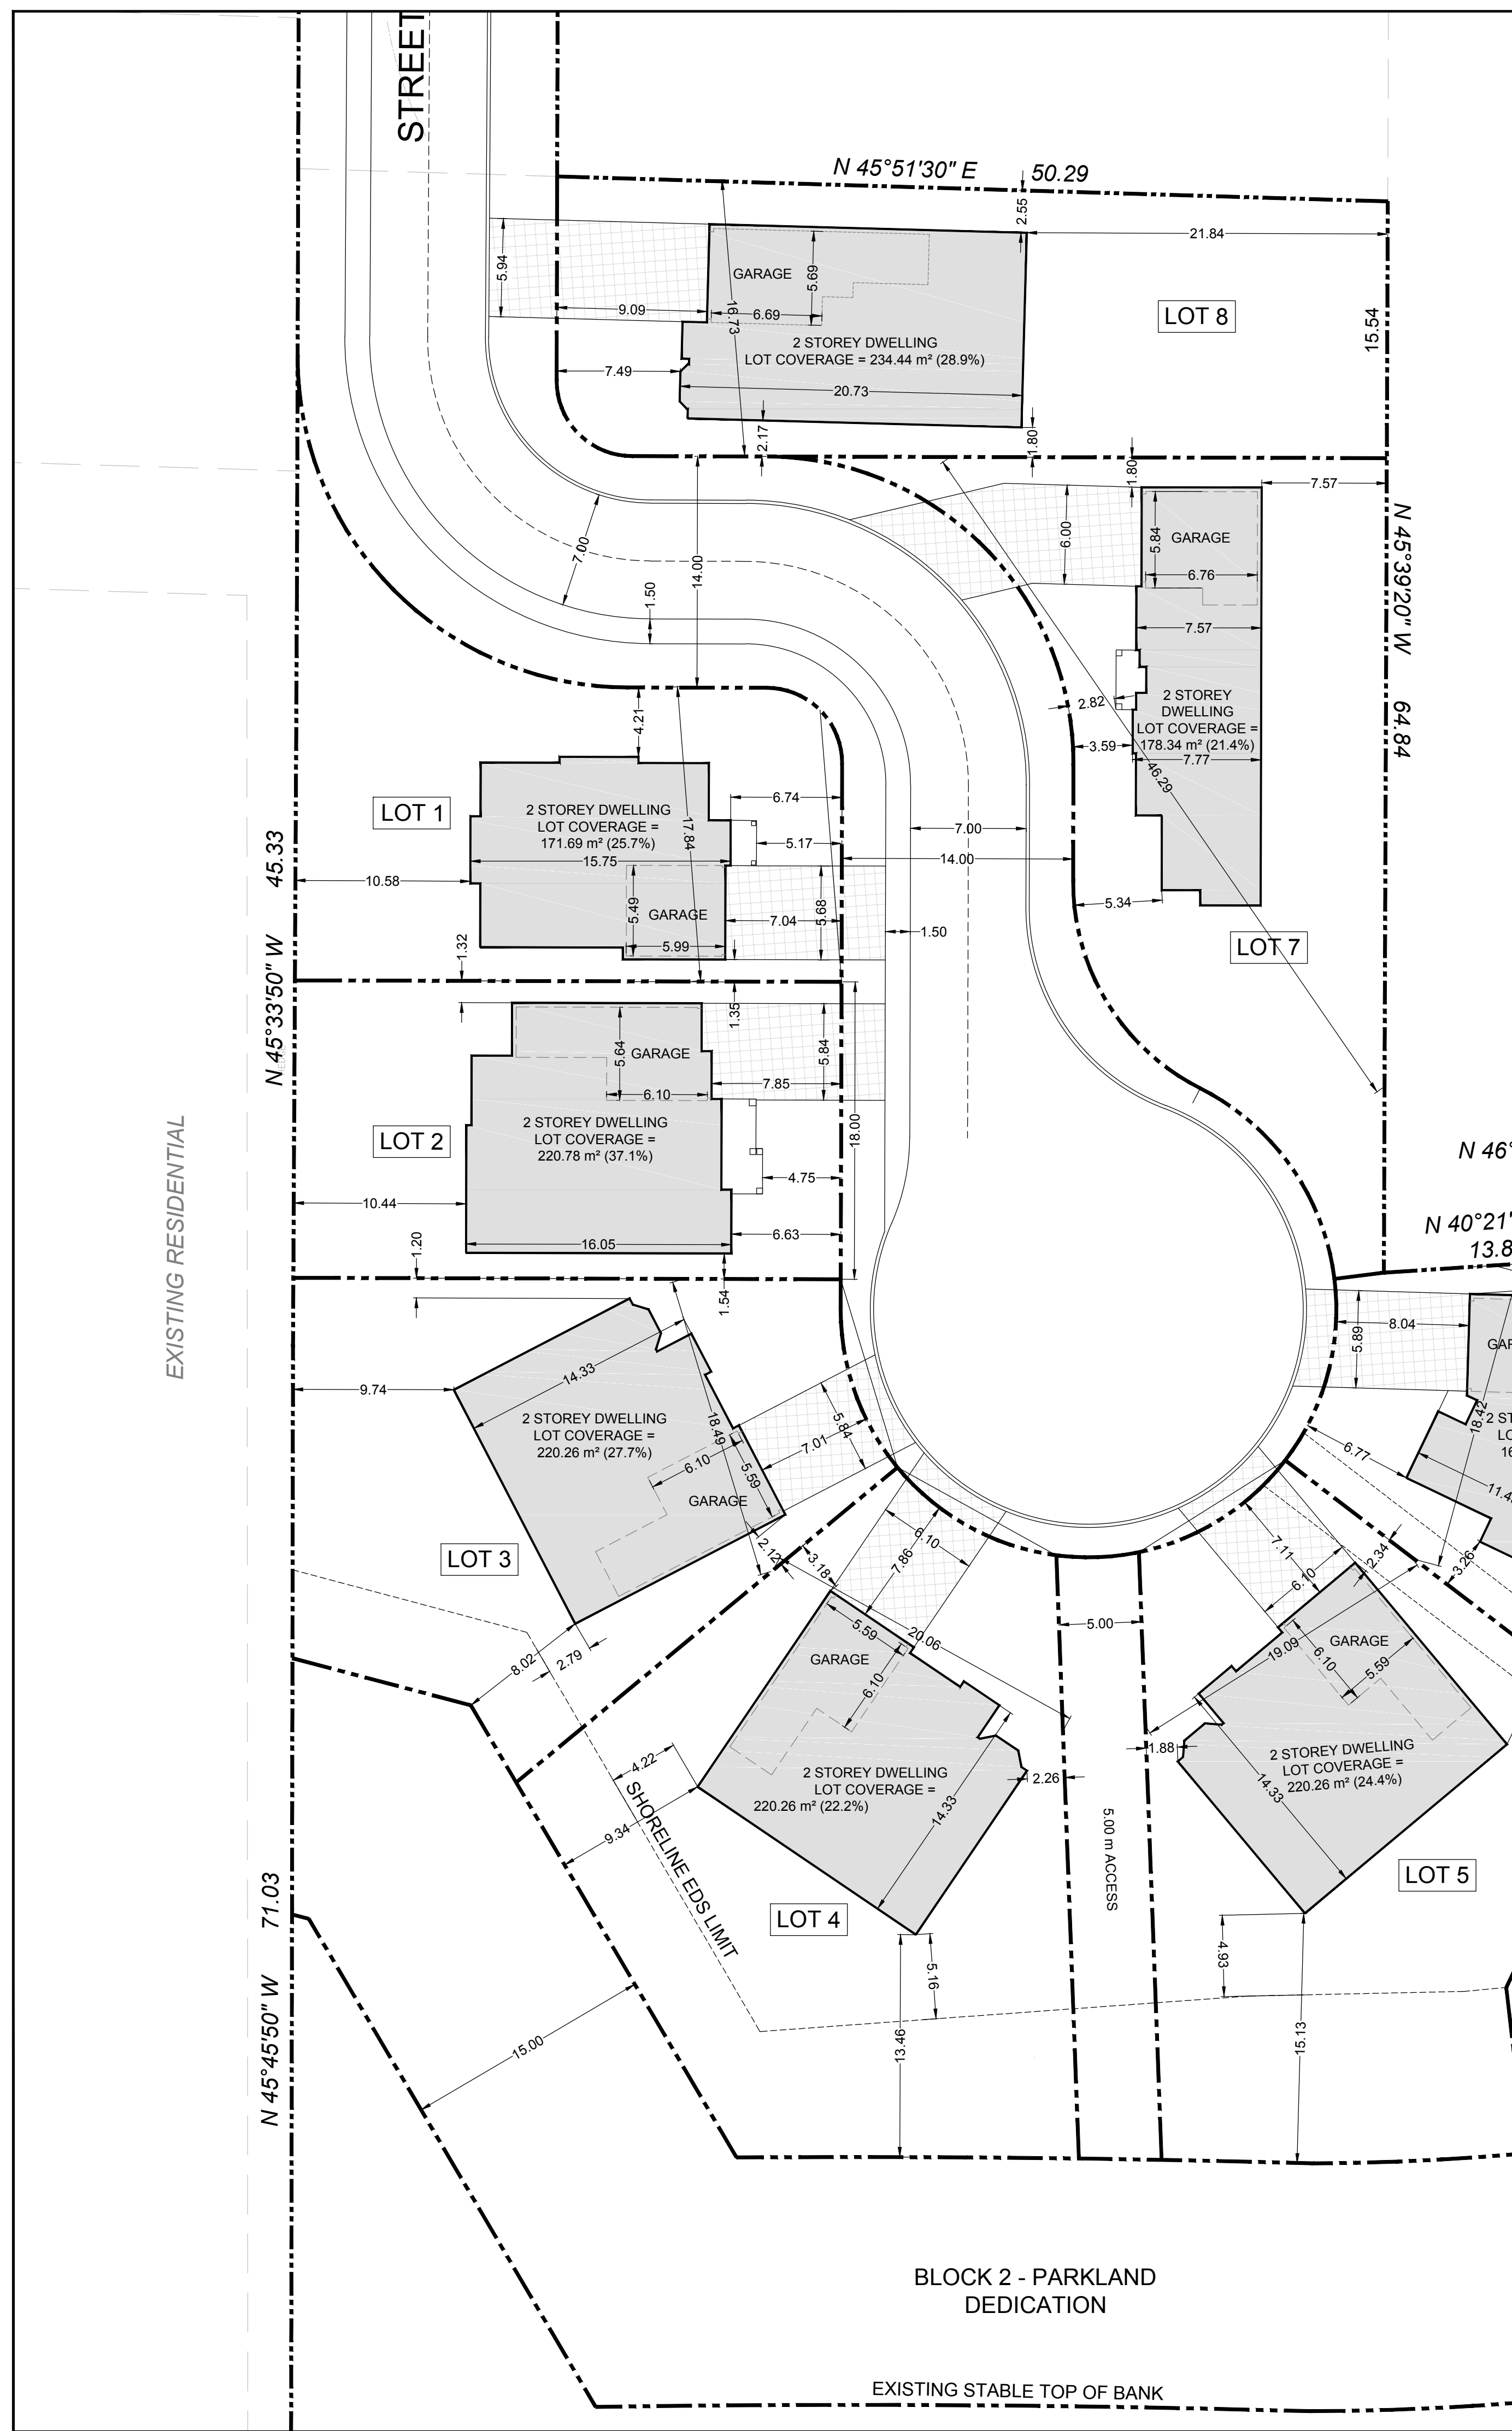 STREET
N 45°51'30" E 50.29
2.55
21.84
5.94
GARAGE
5.69
9.09
6.69
16.73
LOT 8
15.54
2 STOREY DWELLING
LOT COVERAGE = 234.44 m² (28.9%)
7.49
20.73
2.17
1.80
1.80
7.57
7.00
14.00
1.50
6.00
5.84
GARAGE
6.76
7.57
N 45°39'20" W 64.84
2.82
2 STOREY
DWELLING
LOT COVERAGE =
178.34 m² (21.4%)
3.59
7.77
46.29
4.21
LOT 1
2 STOREY DWELLING
LOT COVERAGE =
171.69 m² (25.7%)
17.84
15.75
6.74
5.17
7.00
14.00
10.58
5.49
GARAGE
5.99
7.04
5.68
5.34
1.50
LOT 7
N 45°33'50" W 45.33
1.32
1.35
5.64
GARAGE
6.10
7.85
5.84
18.00
LOT 2
2 STOREY DWELLING
LOT COVERAGE =
220.78 m² (37.1%)
4.75
10.44
6.63
16.05
1.20
1.54
EXISTING RESIDENTIAL
N 46°
N 40°21'
13.8
9.74
14.33
2 STOREY DWELLING
LOT COVERAGE =
220.26 m² (27.7%)
18.49
6.10
5.59
GARAGE
7.01
5.84
LOT 3
2.12
3.18
8.02
2.79
5.89
8.04
GAR
18.42
2 ST
LO
16
6.77
11.4
6.10
7.86
5.59
20.06
GARAGE
6.10
5.00
7.11
6.10
2.34
3.26
19.09
GARAGE
6.10
5.59
1.88
2 STOREY DWELLING
LOT COVERAGE =
220.26 m² (24.4%)
14.33
LOT 5
4.22
9.34
SHORELINE EDS LIMIT
2 STOREY DWELLING
LOT COVERAGE =
220.26 m² (22.2%)
14.33
2.26
5.00 m ACCESS
LOT 4
5.16
13.46
4.93
15.13
N 45°45'50" W 71.03
15.00
BLOCK 2 - PARKLAND
DEDICATION
EXISTING STABLE TOP OF BANK